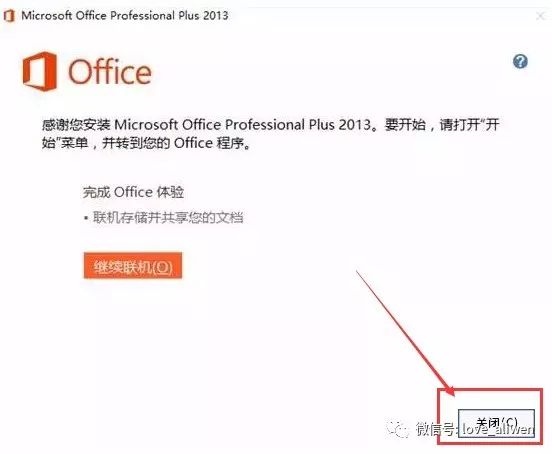 Microsoft Office Professional Plus 2013
Office
?
感谢您安装 Microsoft Office Professional Plus 2013。要开始，请打开“开
始”菜单，并转到您的 Office 程序。
完成 Office 体验
• 联机存储并共享您的文档
继续联机(O)
关闭(C)
微信号: love_aliwen